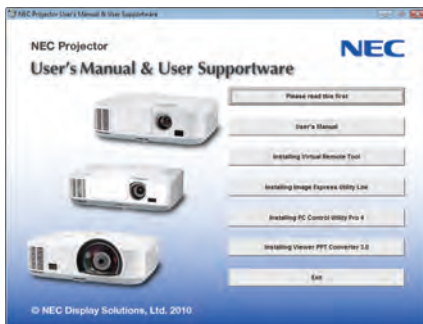 NEC Projector User's Manual & User Supportware
NEC Projector
NEC
User's Manual & User Supportware
Please read this first
User's Manual
Installing Virtual Remote Tool
Installing Image Express Utility Lite
Installing PC Control Utility Pro 4
Installing Viewer PPT Converter 3.0
Exit
© NEC Display Solutions, Ltd. 2010